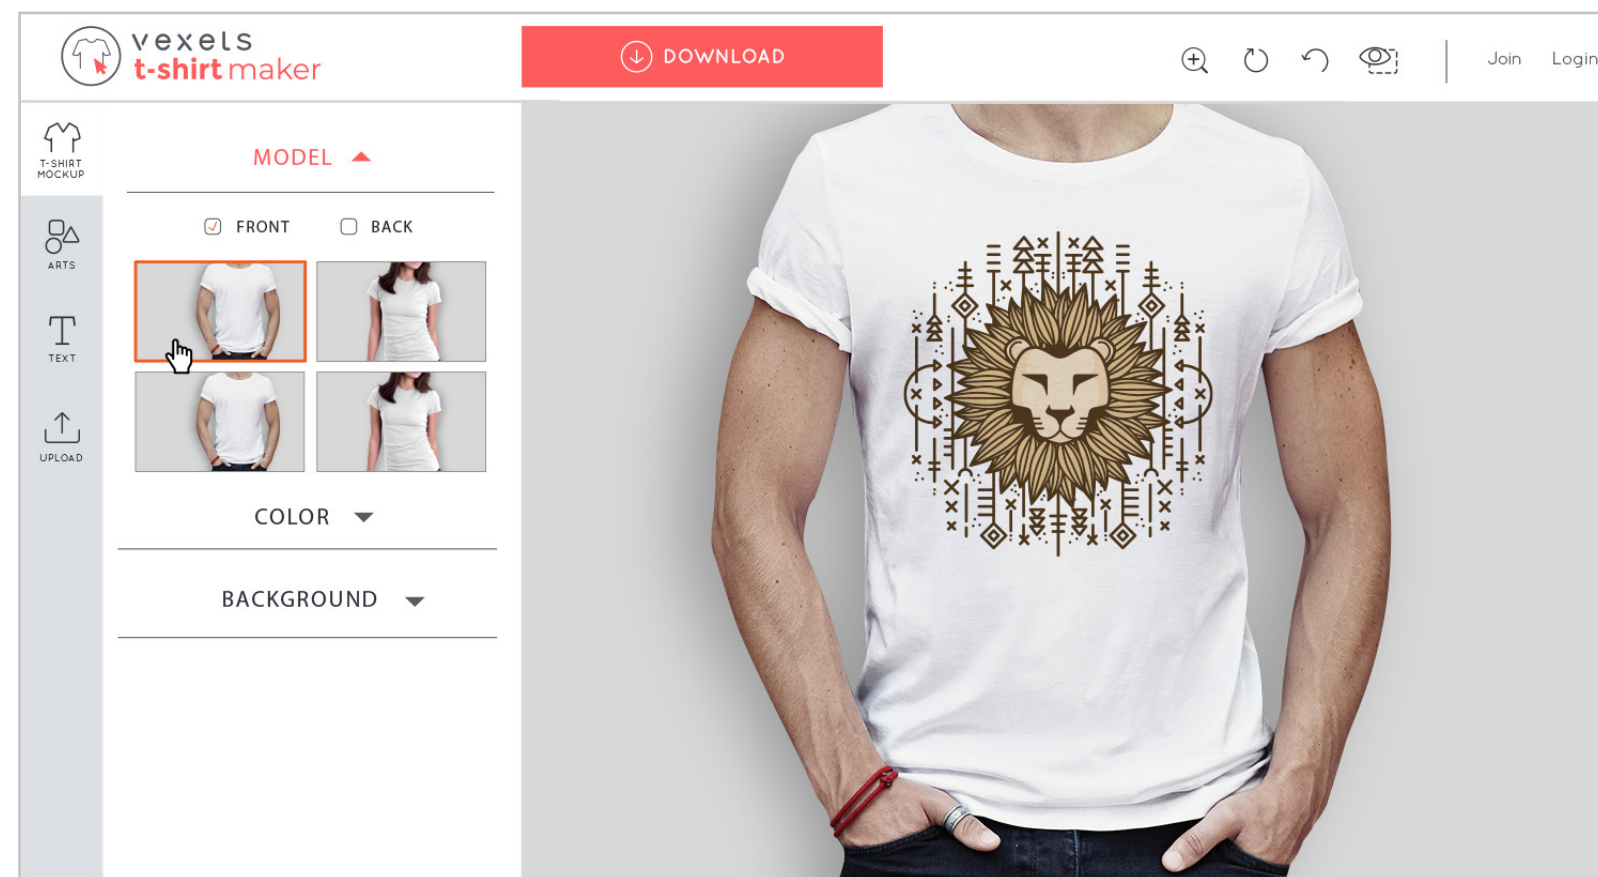 vexels
t-shirt maker
DOWNLOAD
Join
Login
T-SHIRT
MOCKUP
MODEL
FRONT
BACK
ARTS
TEXT
UPLOAD
COLOR
BACKGROUND